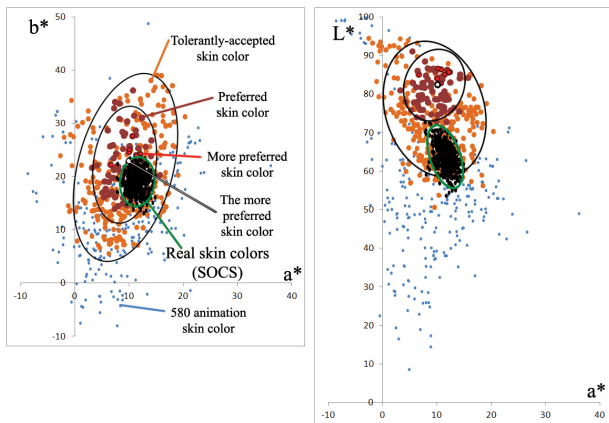 b*
50
40
30
20
10
0
-10
-10
0
10
20
30
40
a*
Tolerantly-accepted
skin color
Preferred
skin color
More preferred
skin color
The more
preferred
skin color
Real skin colors
(SOCS)
580 animation
skin color
L*
100
90
80
70
60
50
40
30
20
10
0
-10
0
10
20
30
40
a*